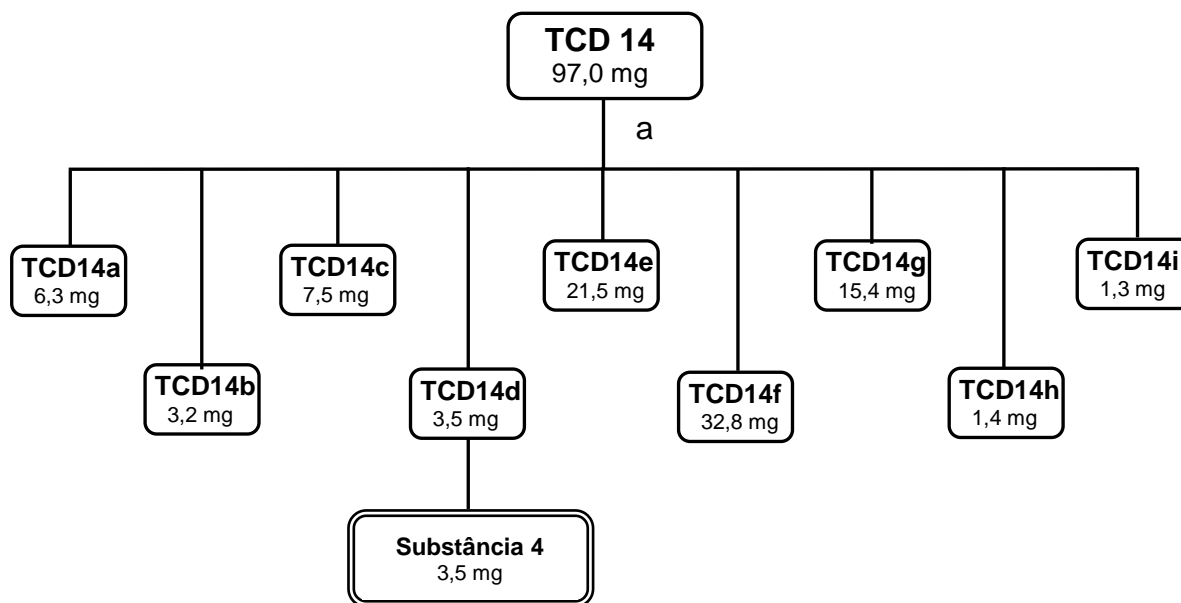 TCD 14
97,0 mg
a
TCD14a
6,3 mg
TCD14b
3,2 mg
TCD14c
7,5 mg
TCD14d
3,5 mg
TCD14e
21,5 mg
TCD14f
32,8 mg
TCD14g
15,4 mg
TCD14h
1,4 mg
TCD14i
1,3 mg
Substância 4
3,5 mg